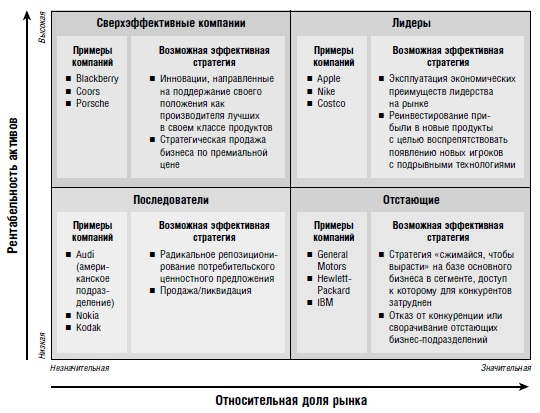 Высокая
Рентабельность активов
Низкая
Сверхэффективные компании
Примеры
компаний
■ Blackberry
■ Coors
■ Porsche
Возможная эффективная
стратегия
■ Инновации, направленные
на поддержание своего
положения как
производителя лучших
в своем классе продуктов
■ Стратегическая продажа
бизнеса по премиальной
цене
Лидеры
Примеры
компаний
■ Apple
■ Nike
■ Costco
Возможная эффективная
стратегия
■ Эксплуатация экономических
преимуществ лидерства
на рынке
■ Реинвестирование при-
были в новые продукты
с целью воспрепятствовать
появлению новых игроков
с подрывными технологиями
Последователи
Примеры
компаний
■ Audi
(амери-
канское
подраз-
деление)
■ Nokia
■ Kodak
Возможная эффективная
стратегия
■ Радикальное репозициони-
рование потребительского
ценностного предложения
■ Продажа/ликвидация
Отстающие
Примеры
компаний
■ General
Motors
■ Hewlett-
Packard
■ IBM
Возможная эффективная
стратегия
■ Стратегия «сжимайся, чтобы
вырасти» на базе основного
бизнеса в сегменте, доступ
к которому для конкурентов
затруднен
■ Отказ от конкуренции или
сворачивание отстающих
бизнес-подразделений
Незначительная
Значительная
Относительная доля рынка